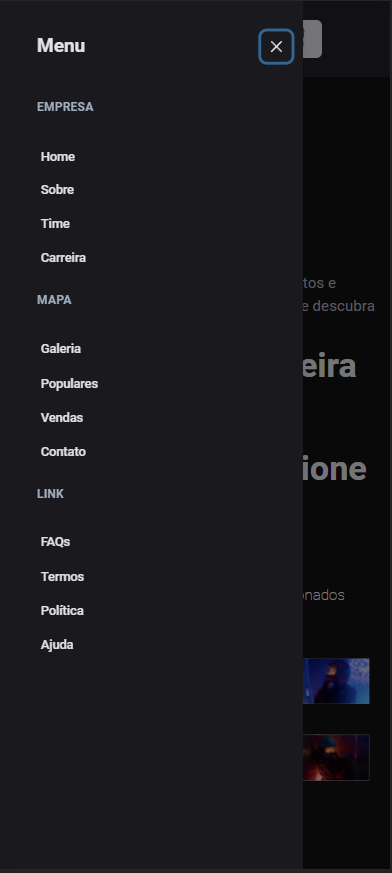 Menu
EMPRESA
Home
Sobre
Time
Carreira
tos e
e descubra
MAPA
Galeria
eira
Populares
Vendas
Contato
ione
LINK
FAQs
Termos
onados
Política
Ajuda